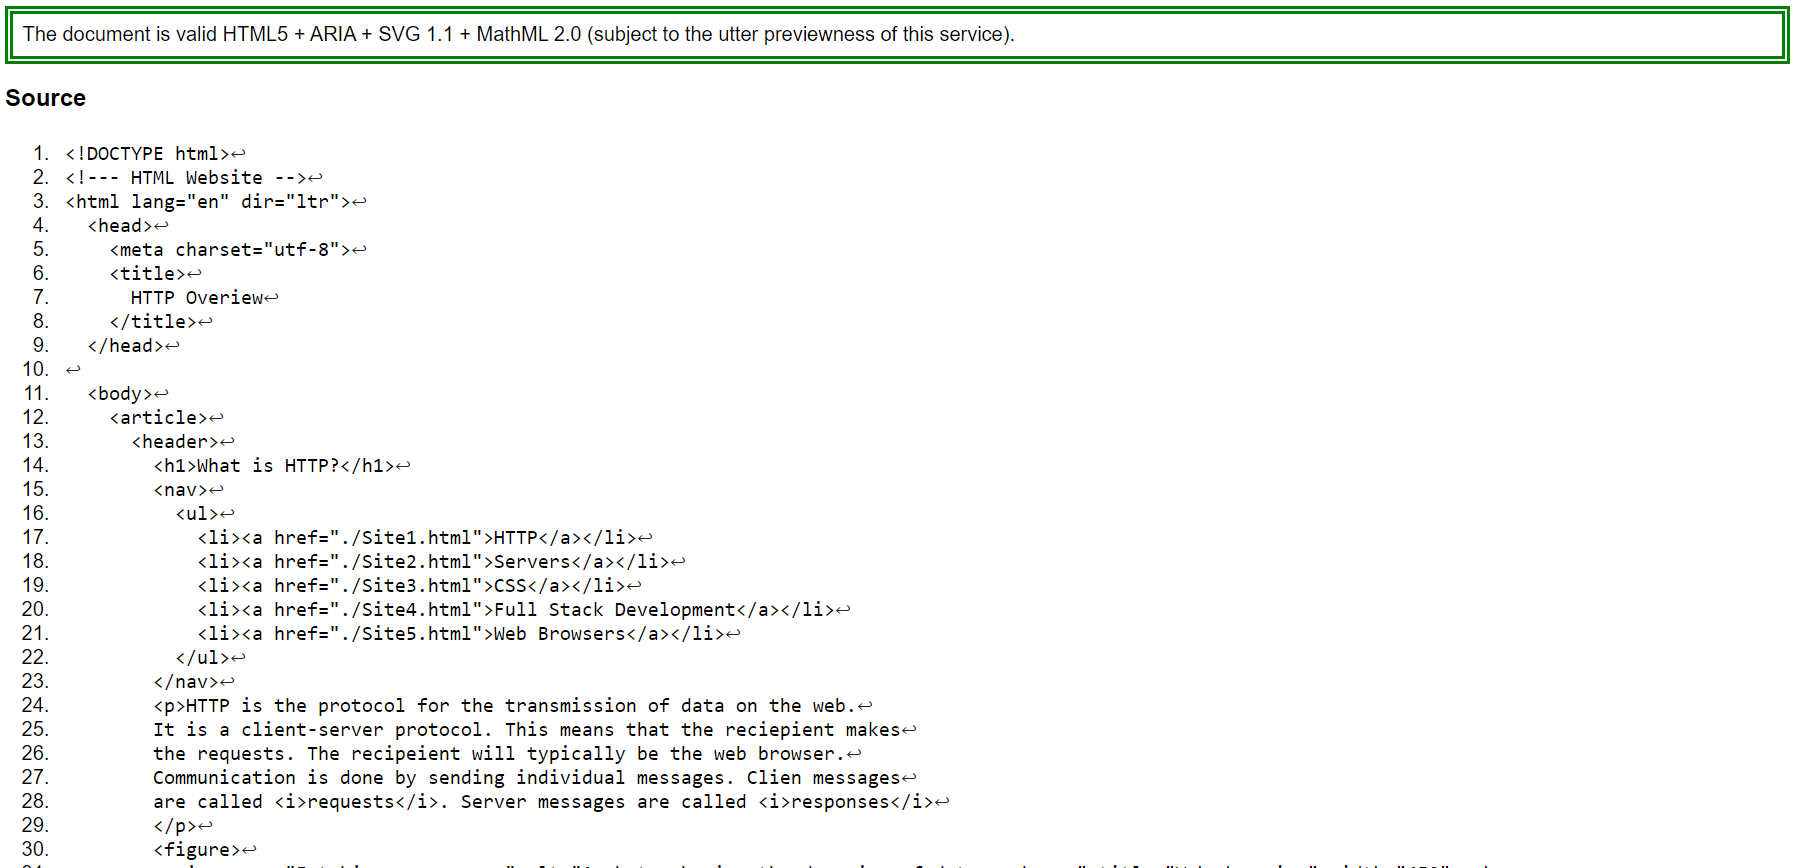 The document is valid HTML5 + ARIA + SVG 1.1 + MathML 2.0 (subject to the utter previewness of this service).
Source
1. <!DOCTYPE html>↩
2. <!--- HTML Website -->↩
3. <html lang="en" dir="ltr">↩
4. <head>↩
5. <meta charset="utf-8">↩
6. <title>↩
7. HTTP Overiew↩
8. </title>↩
9. </head>↩
10. ↩
11. <body>↩
12. <article>↩
13. <header>↩
14. <h1>What is HTTP?</h1>↩
15. <nav>↩
16. <ul>↩
17. <li><a href="./Site1.html">HTTP</a></li>↩
18. <li><a href="./Site2.html">Servers</a></li>↩
19. <li><a href="./Site3.html">CSS</a></li>↩
20. <li><a href="./Site4.html">Full Stack Development</a></li>↩
21. <li><a href="./Site5.html">Web Browsers</a></li>↩
22. </ul>↩
23. </nav>↩
24. <p>HTTP is the protocol for the transmission of data on the web.↩
25. It is a client-server protocol. This means that the reciepient makes↩
26. the requests. The recipeient will typically be the web browser.↩
27. Communication is done by sending individual messages. Clien messages↩
28. are called <i>requests</i>. Server messages are called <i>responses</i>↩
29. </p>↩
30. <figure>↩